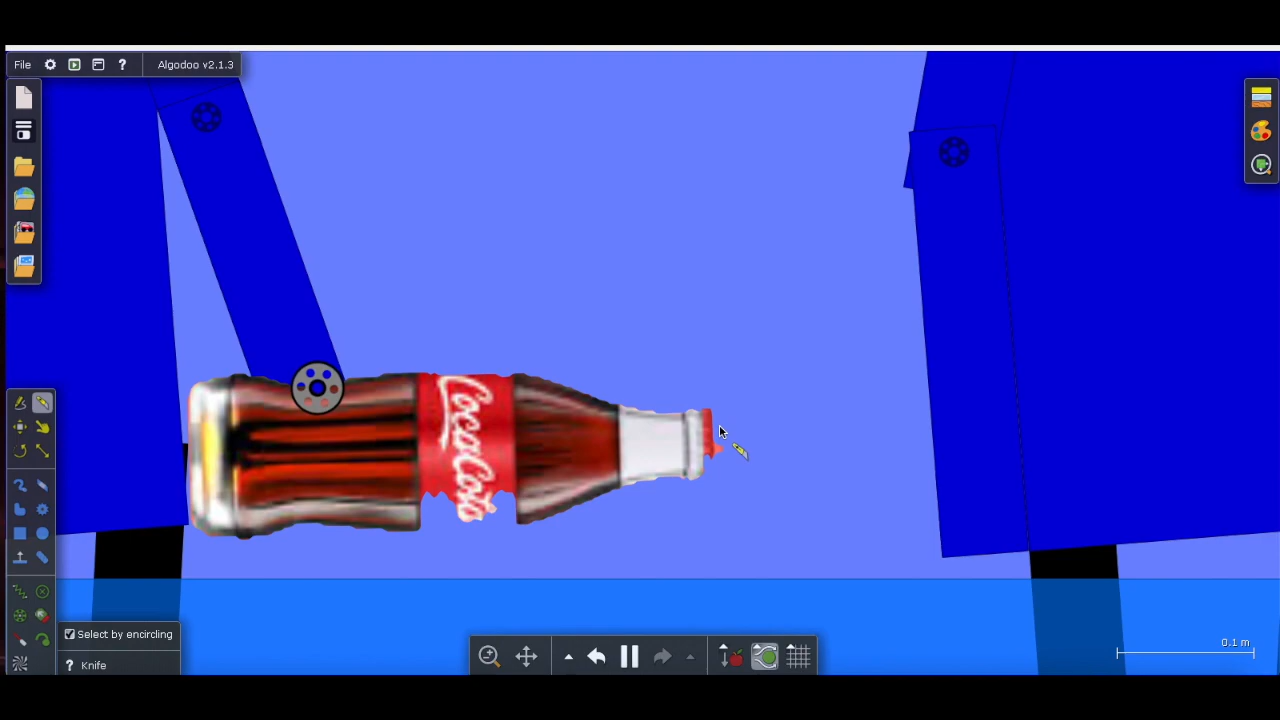 File ? Algodoo v2.1.3
Coca Cola
Select by encircling
? Knife
0.1 m